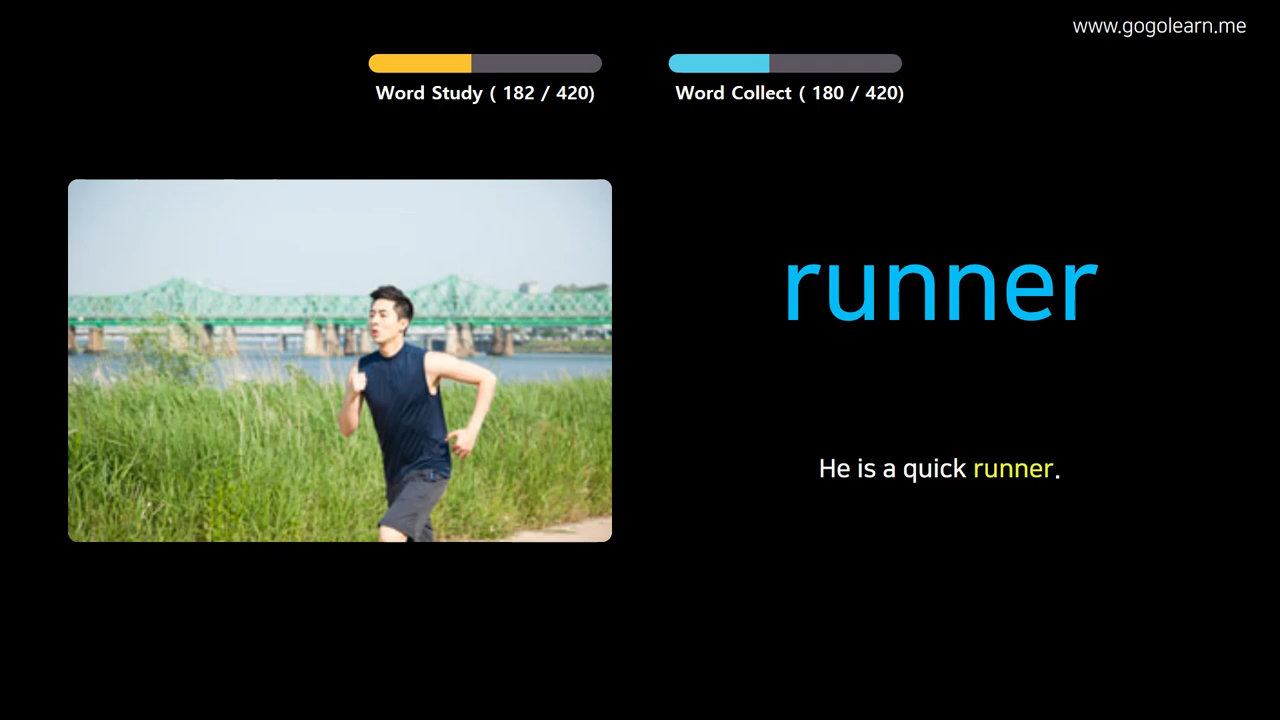 www.gogolearn.me
Word Study ( 182 / 420)
Word Collect ( 180 / 420)
runner
He is a quick runner.